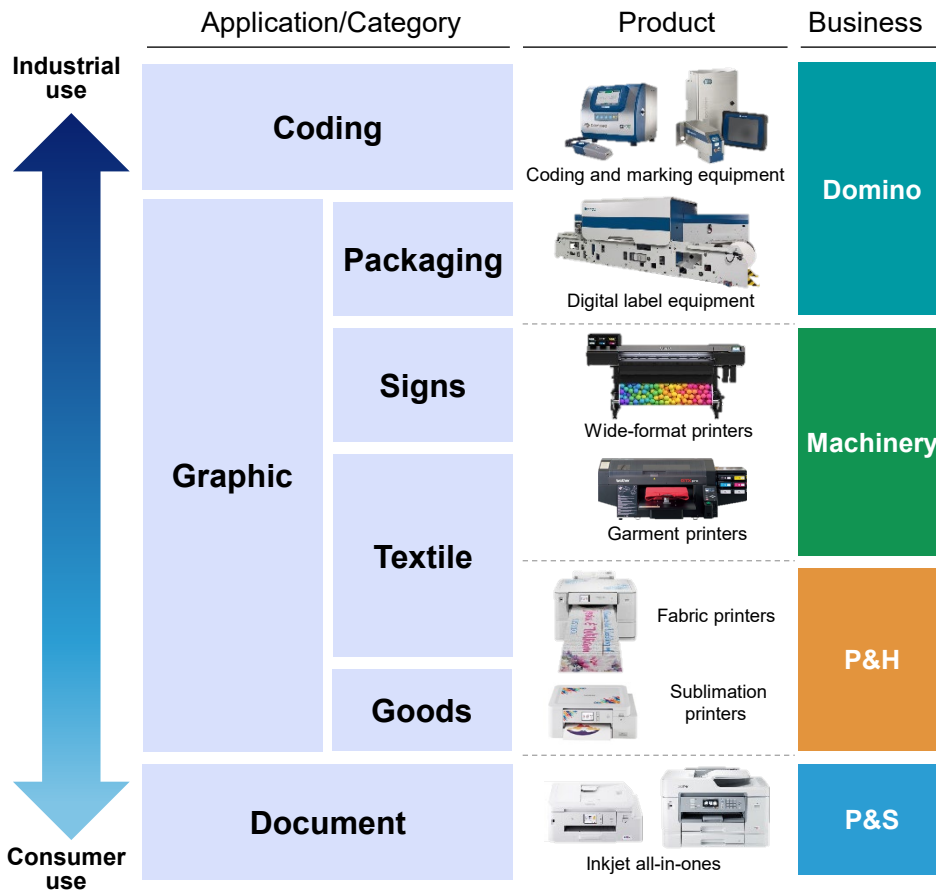 Application/Category
Product
Business
Industrial
use
Coding
Coding and marking equipment
Domino
Packaging
Digital label equipment
Graphic
Signs
Wide-format printers
Machinery
Textile
Garment printers
Fabric printers
P&H
Goods
Sublimation
printers
Document
Inkjet all-in-ones
P&S
Consumer
use